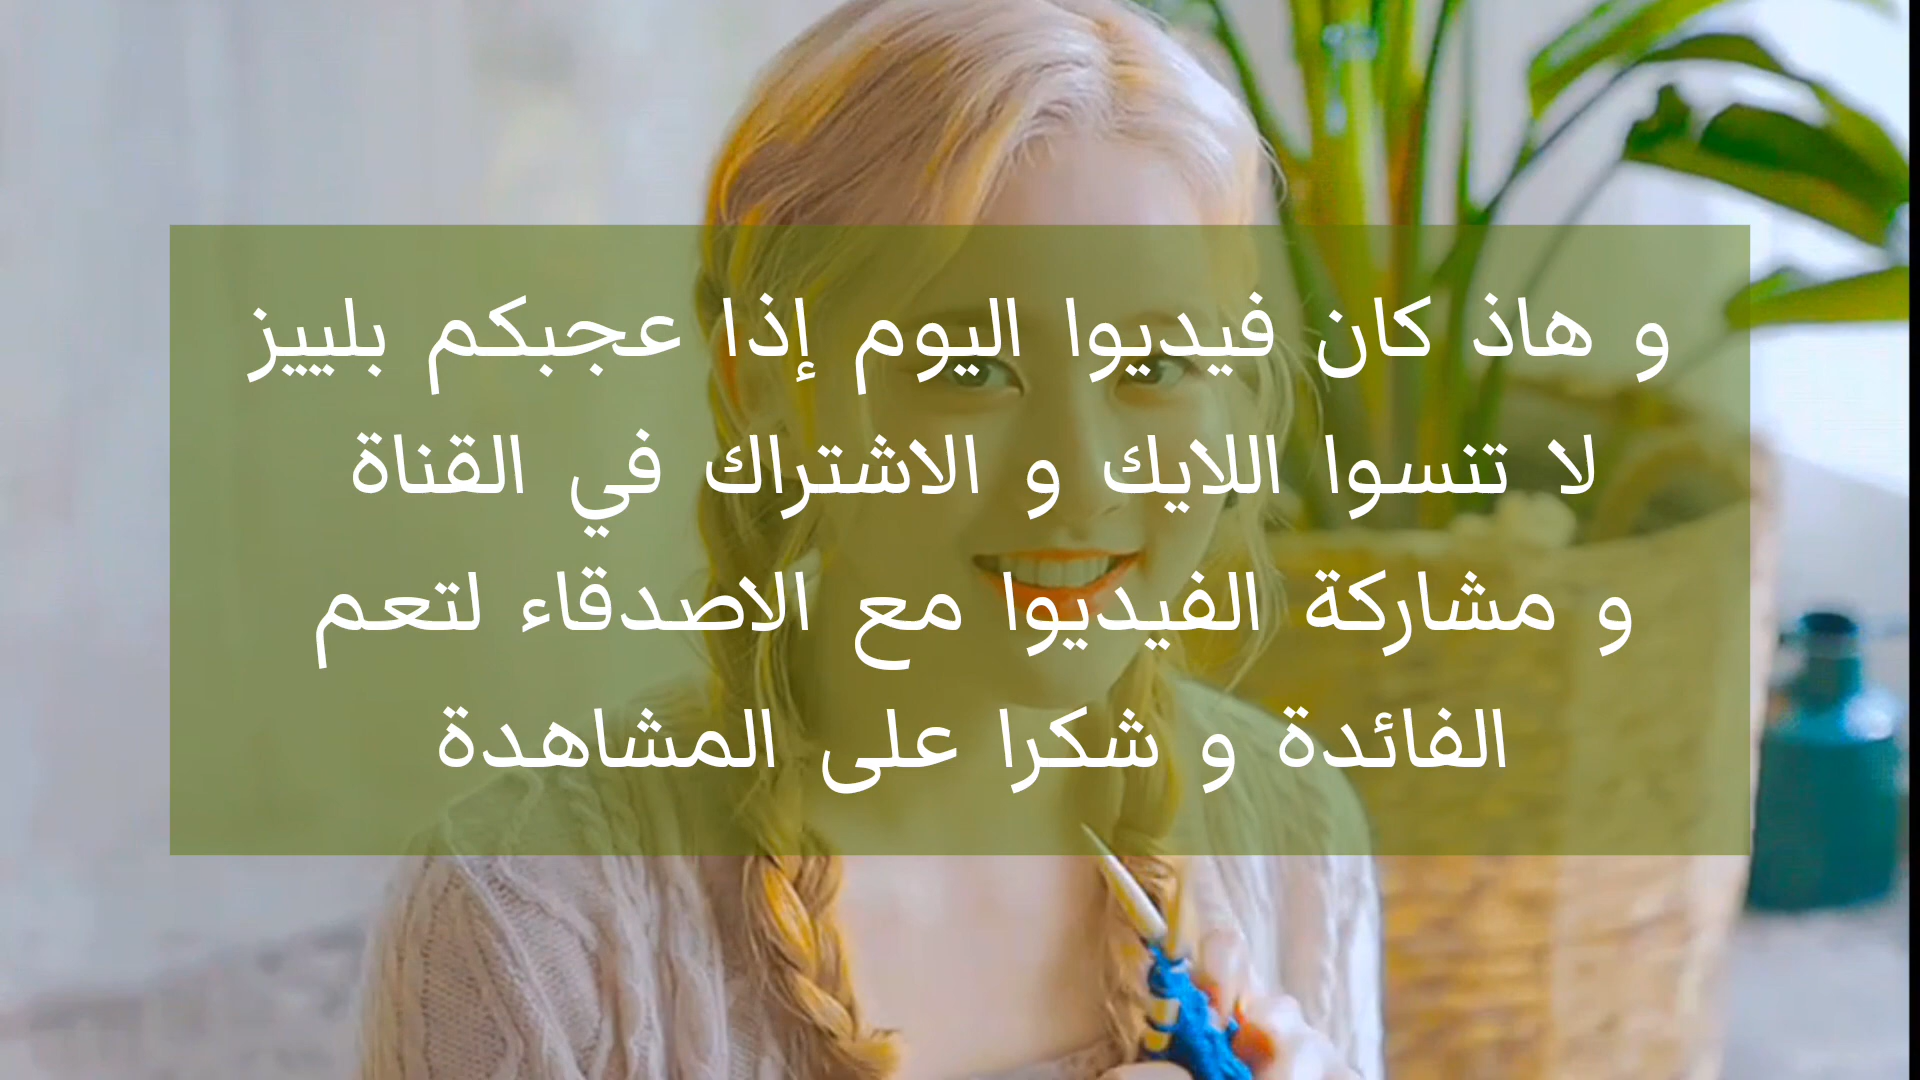 و هاذ كان فيديوا اليوم إذا عجبكم بلييز
لا تنسوا اللايك و الاشتراك في القناة
و مشاركة الفيديوا مع الاصدقاء لتعم
الفائدة و شكرا على المشاهدة